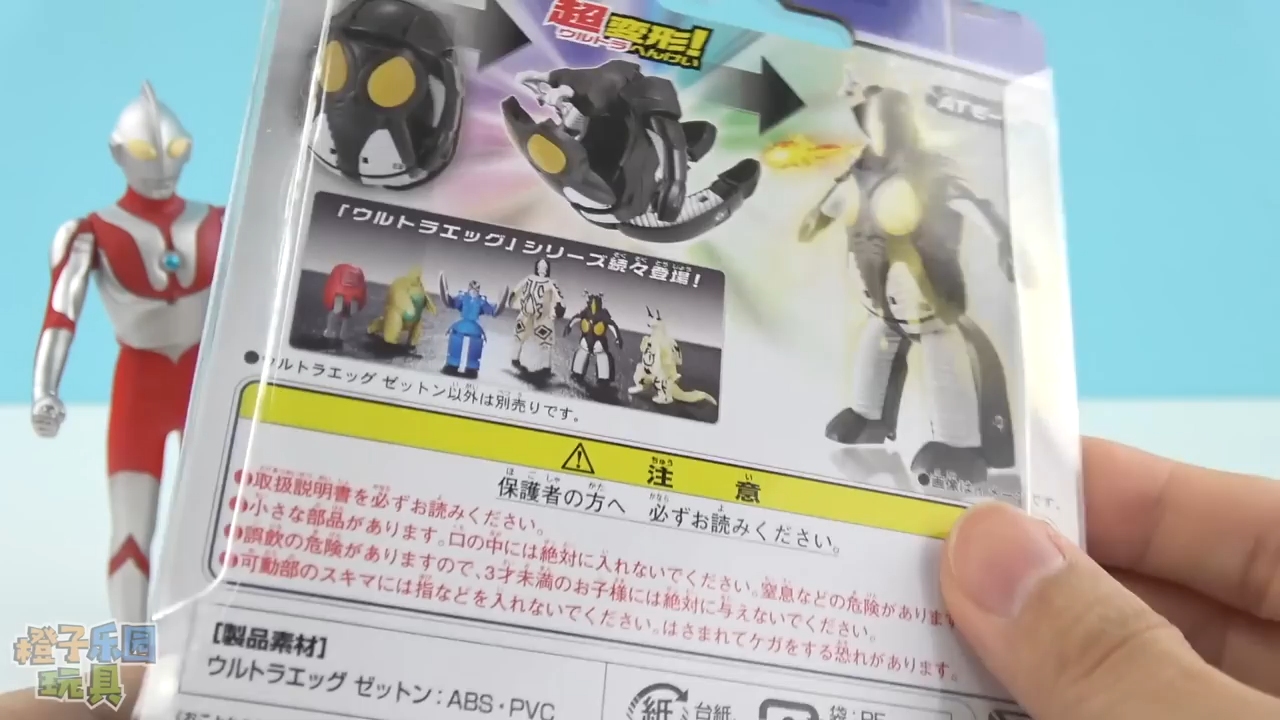 超変形!
ウルトラへんけい
ATモー
「ウルトラエッグ」シリーズ続々登場!
●ウルトラエッグ ゼットン以外は別売りです。
注意
ちゅうい
保護者の方へ 必ずお読みください。
●取扱説明書を必ずお読みください。
●小さな部品があります。口の中には絶対に入れないでください。窒息などの危険があります
●誤飲の危険がありますので、3才未満のお子様には絶対に与えないでください。
●可動部のスキマには指などを入れないでください。はさまれてケガをする恐れがあります。
[製品素材]
ウルトラエッグ ゼットン:ABS・PVC
紙
台紙、
袋:PE
橙子乐园
玩具